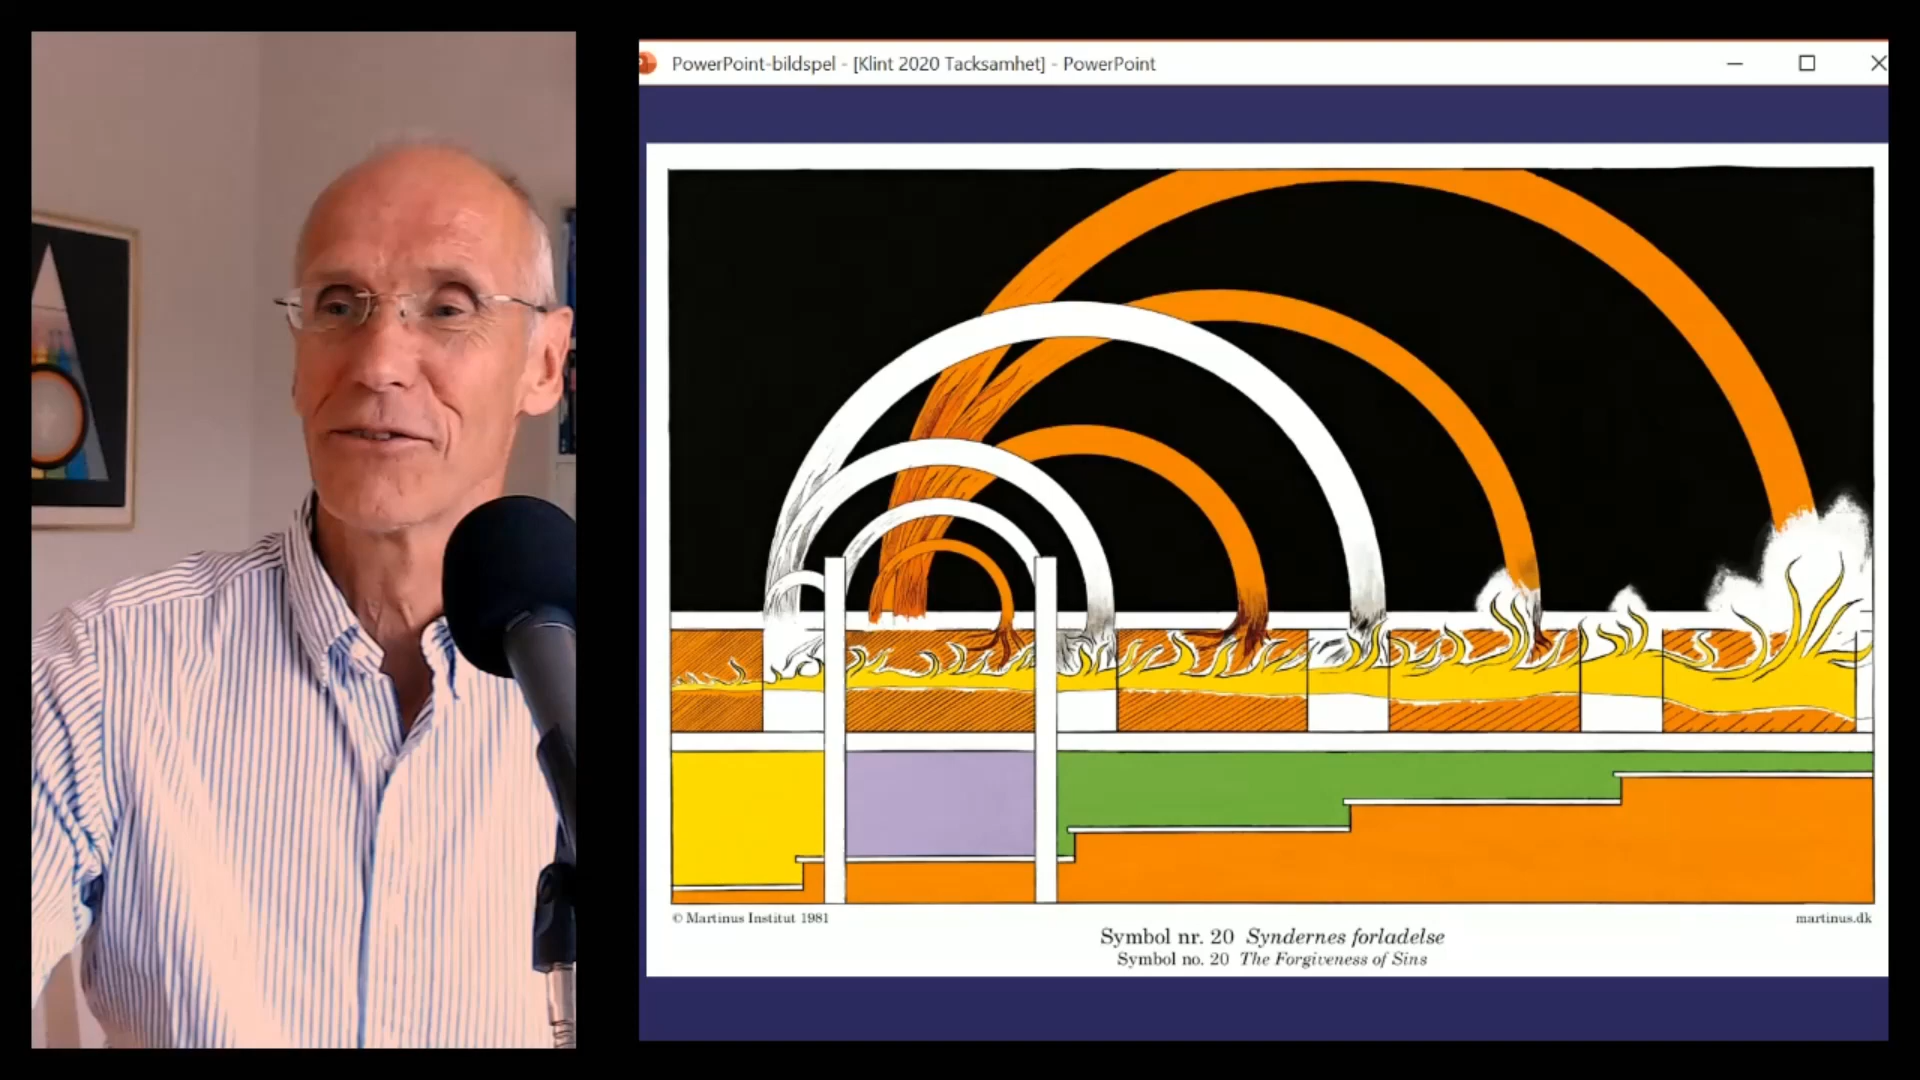 PowerPoint-bildspel - [Klint 2020 Tacksamhet] - PowerPoint
© Martinus Institut 1981
martinus.dk
Symbol nr. 20 Syndernes forladelse
Symbol no. 20 The Forgiveness of Sins